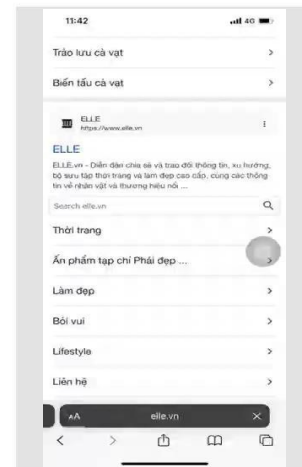 11:42
4G
Trào lưu cà vạt
Biến tấu cà vạt
ELLE
https://www.elle.vn
ELLE
ELLE.vn - Diễn đàn chia sẻ và trao đổi thông tin, xu hướng,
bộ sưu tập thời trang và làm đẹp cao cấp, cùng các thông
tin về nhân vật và thương hiệu nổi ...
Search elle.vn
Thời trang
Ấn phẩm tạp chí Phái đẹp ...
Làm đẹp
Bói vui
Lifestyle
Liên hệ
AA
elle.vn